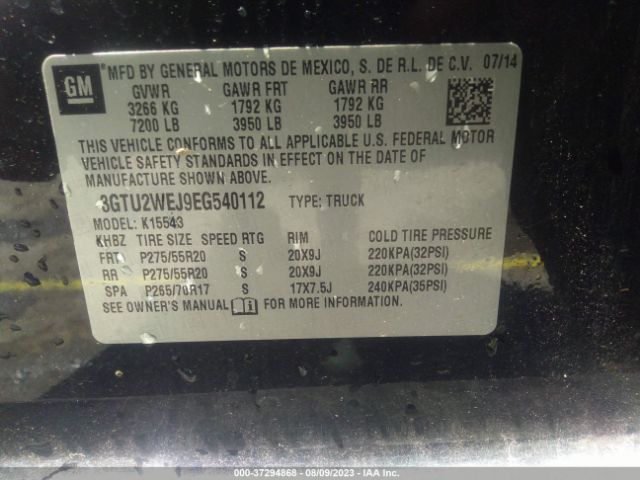 GM
MFD BY GENERAL MOTORS DE MEXICO, S. DE R.L. DE C.V. 07/14
GVWR GAWR FRT GAWR RR
3266 KG 1792 KG 1792 KG
7200 LB 3950 LB 3950 LB
THIS VEHICLE CONFORMS TO ALL APPLICABLE U.S. FEDERAL MOTOR
VEHICLE SAFETY STANDARDS IN EFFECT ON THE DATE OF
MANUFACTURE SHOWN ABOVE.
3GTU2WEJ9EG540112 TYPE: TRUCK
MODEL: K15543
KHBZ TIRE SIZE SPEED RTG RIM COLD TIRE PRESSURE
FRT P275/55R20 S 20X9J 220KPA(32PSI)
RR P275/55R20 S 20X9J 220KPA(32PSI)
SPA P265/70R17 S 17X7.5J 240KPA(35PSI)
SEE OWNER'S MANUAL FOR MORE INFORMATION.
000-37294868 - 08/09/2023 - IAA Inc.